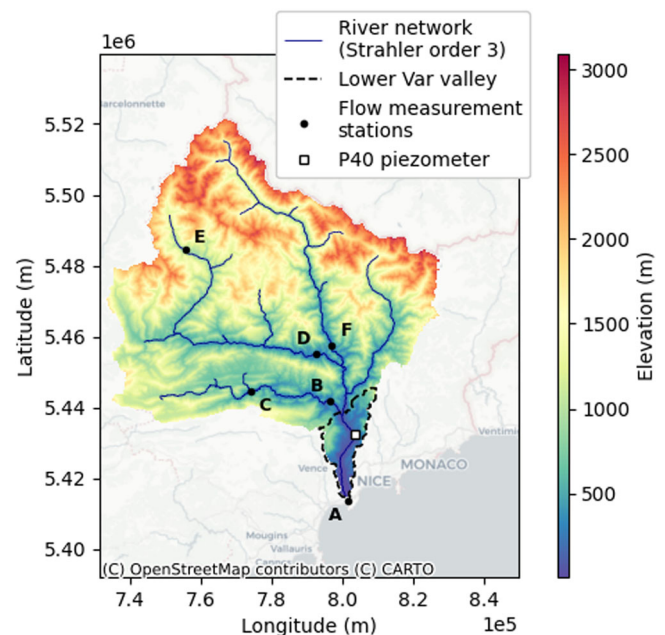 River network
(Strahler order 3)
Lower Var valley
Flow measurement
stations
P40 piezometer
1e6
arcelonnette
5.52
5.50
5.48
5.46
5.44
5.42
5.40
Latitude (m)
E
D
F
B
C
A
Vence
NICE
MONACO
Ventimi
Mougins
Vallauris
(C) OpenStreetMap contributors (C) CARTO
7.4
7.6
7.8
8.0
8.2
8.4
1e5
Longitude (m)
3000
2500
2000
1500
1000
500
Elevation (m)